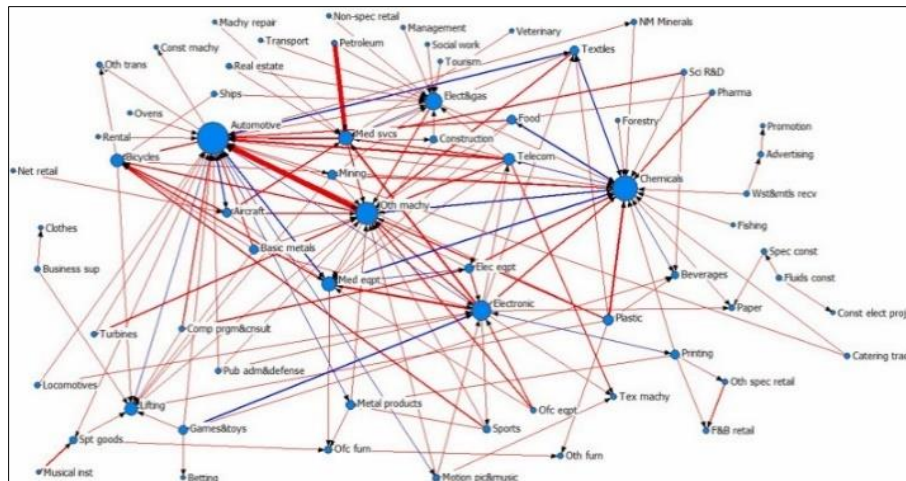 Machy repair
Non-spec retail
Management
NM Minerals
Transport
Petroleum
Social work
Veterinary
Const machy
Textiles
Oth trans
Real estate
Tourism
Sci R&D
Ships
Elect&gas
Pharma
Ovens
Automotive
Food
Forestry
Promotion
Rental
Med svcs
Construction
Bicycles
Telecom
Advertising
Net retail
Mining
Chemicals
Wst&mtls recv
Aircraft
Oth machy
Clothes
Fishing
Basic metals
Spec const
Business sup
Elec eqpt
Beverages
Med eqpt
Fluids const
Electronic
Paper
Plastic
Const elect proj
Turbines
Comp prgm&cnsult
Printing
Catering trad
Pub adm&defense
Locomotives
Oth spec retail
Tex machy
Lifting
Metal products
Ofc eqpt
Games&toys
Sports
F&B retail
Spt goods
Ofc furn
Oth furn
Musical inst
Betting
Motion pic&music